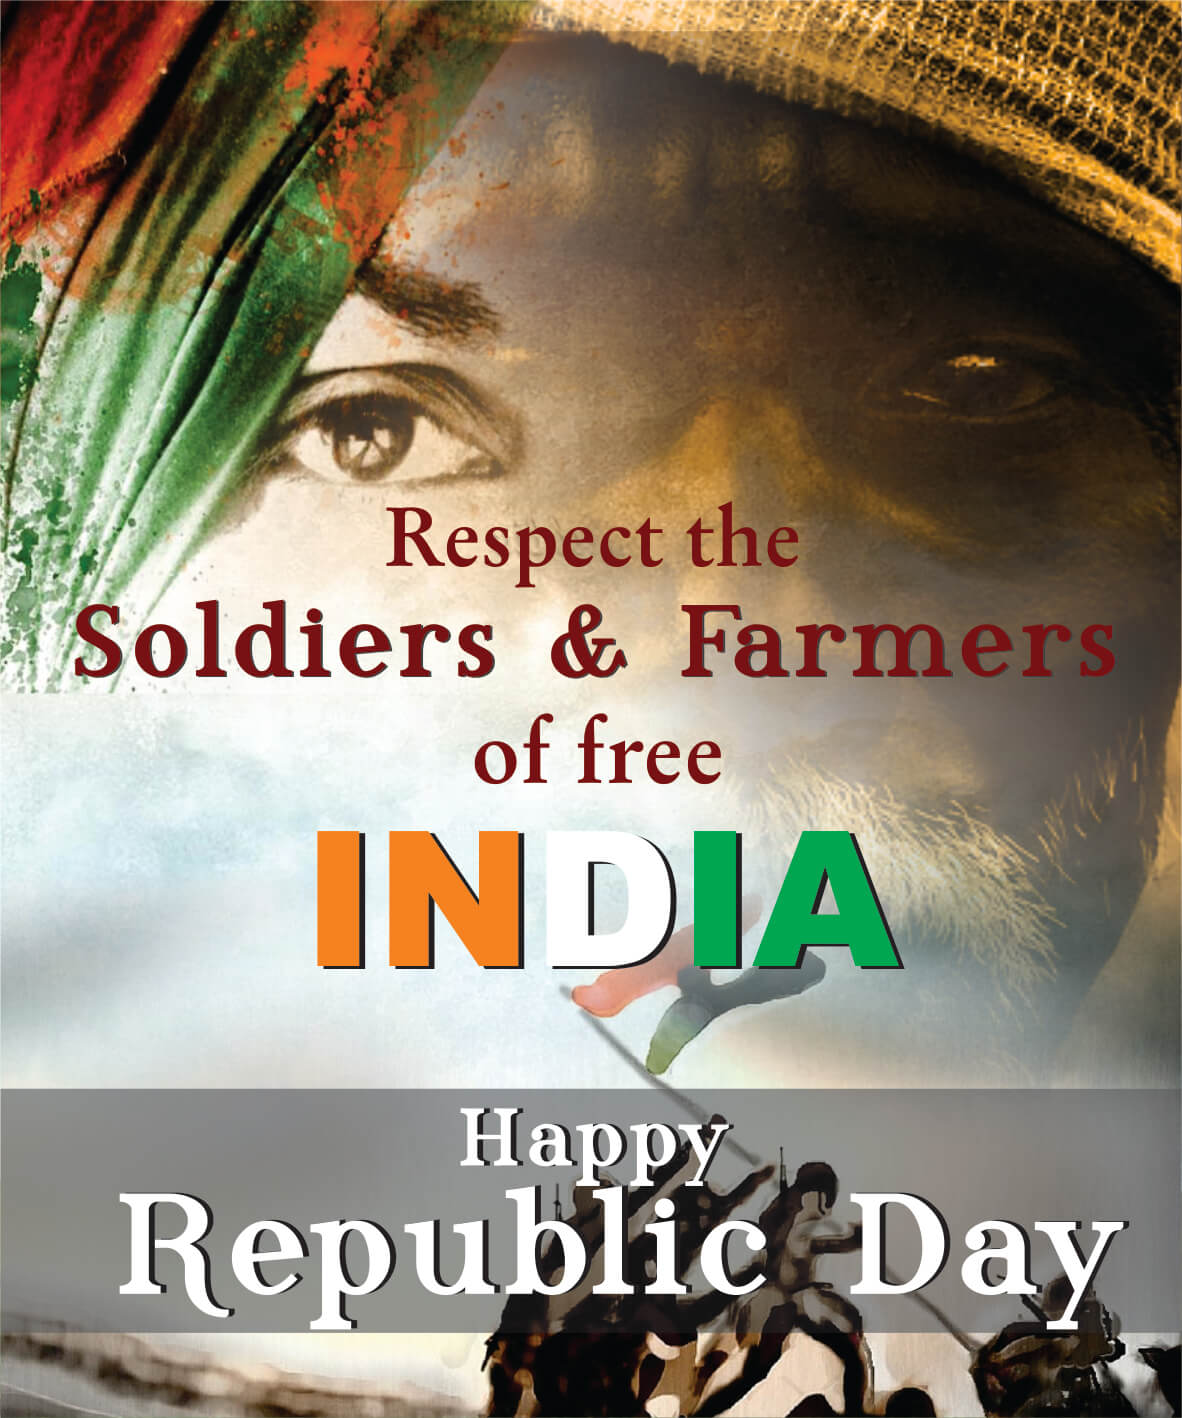 Respect the
Soldiers & Farmers
of free
INDIA
Happy
Republic Day